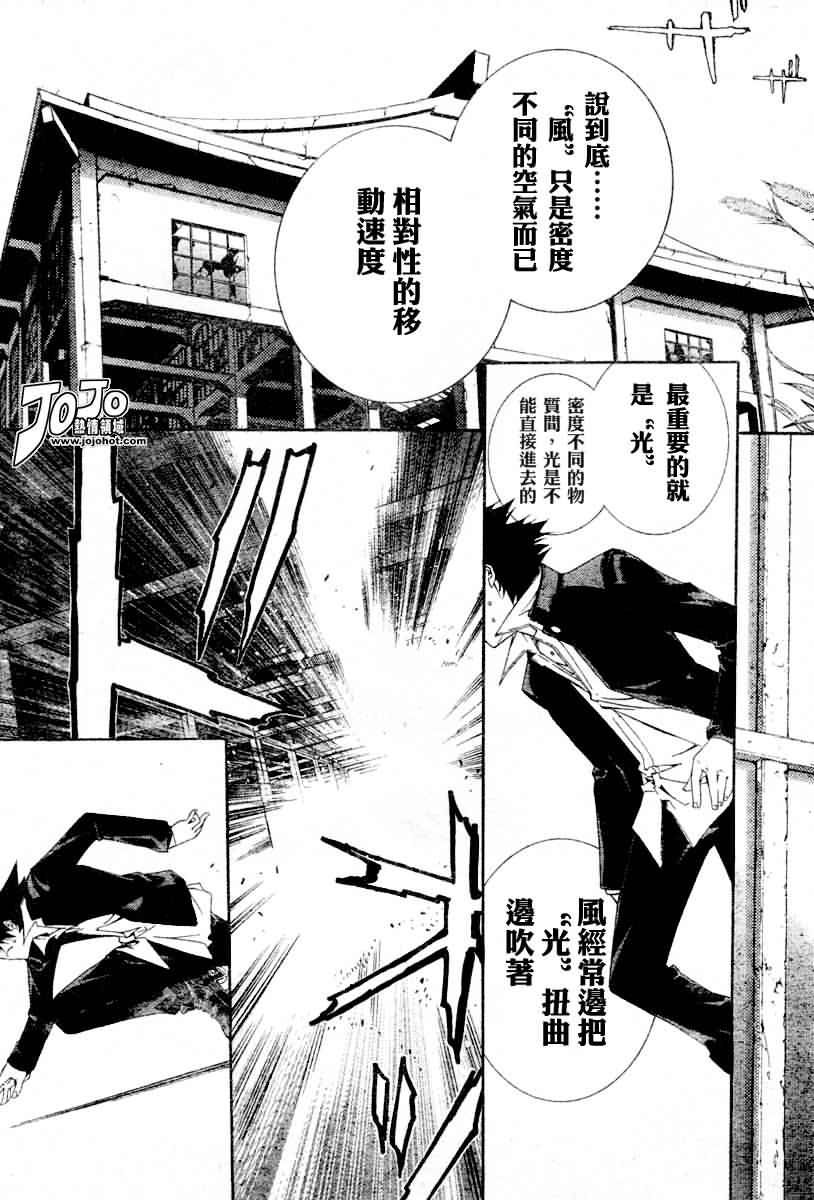 說到底……
“風”只是密度
不同的空氣而已
相對性的移
動速度
最重要的就
是“光”
密度不同的物
質間，光是不
能直接進去的
風經常邊把
“光”扭曲
邊吹著
JOJO
熱情領域
www.jojohot.com